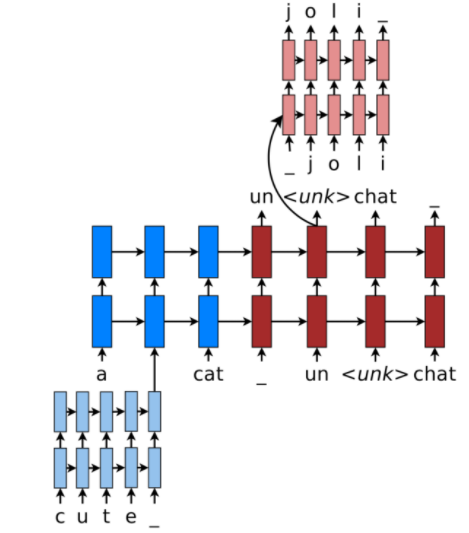 j o l i _
_ j o l i
un <unk> chat _
a cat _ un <unk> chat
c u t e _